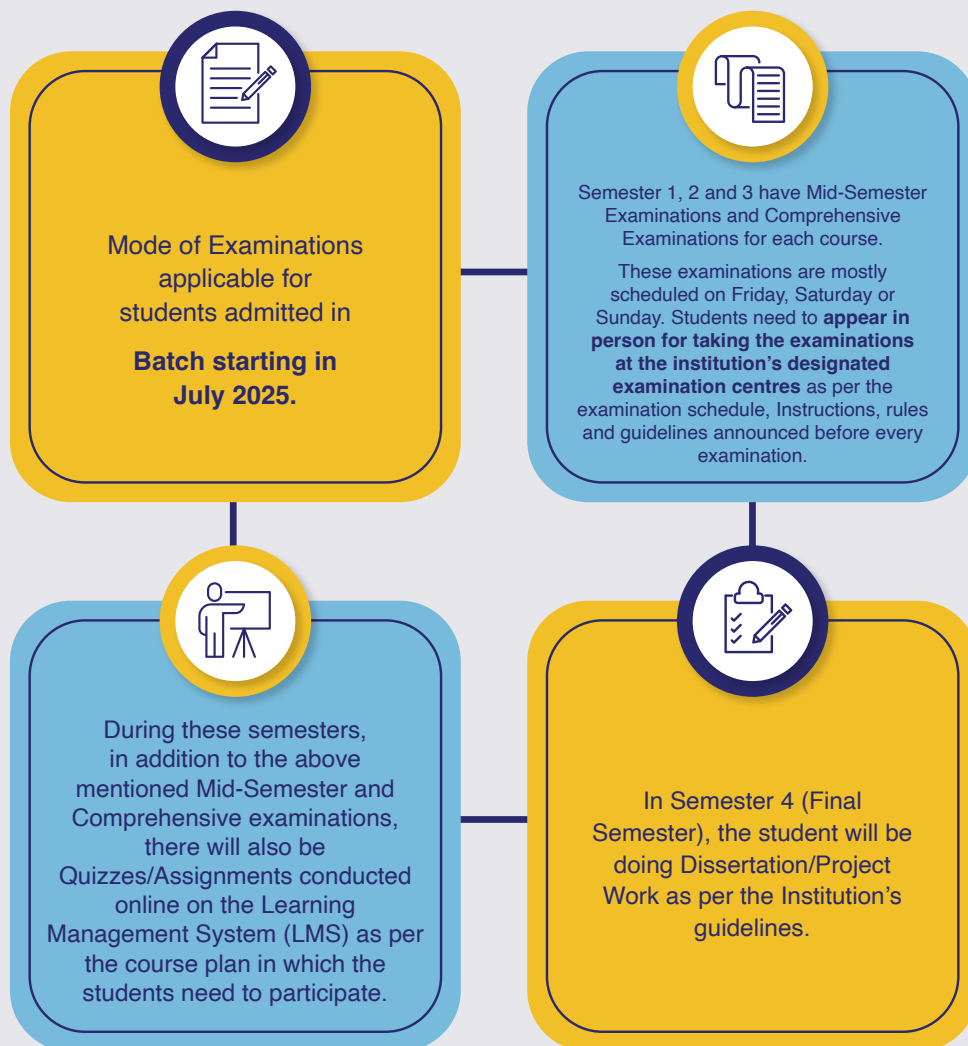 Mode of Examinations
applicable for
students admitted in
Batch starting in
July 2025.
Semester 1, 2 and 3 have Mid-Semester
Examinations and Comprehensive
Examinations for each course.
These examinations are mostly
scheduled on Friday, Saturday or
Sunday. Students need to appear in
person for taking the examinations
at the institution’s designated
examination centres as per the
examination schedule, Instructions, rules
and guidelines announced before every
examination.
During these semesters,
in addition to the above
mentioned Mid-Semester and
Comprehensive examinations,
there will also be
Quizzes/Assignments conducted
online on the Learning
Management System (LMS) as per
the course plan in which the
students need to participate.
In Semester 4 (Final
Semester), the student will be
doing Dissertation/Project
Work as per the Institution’s
guidelines.